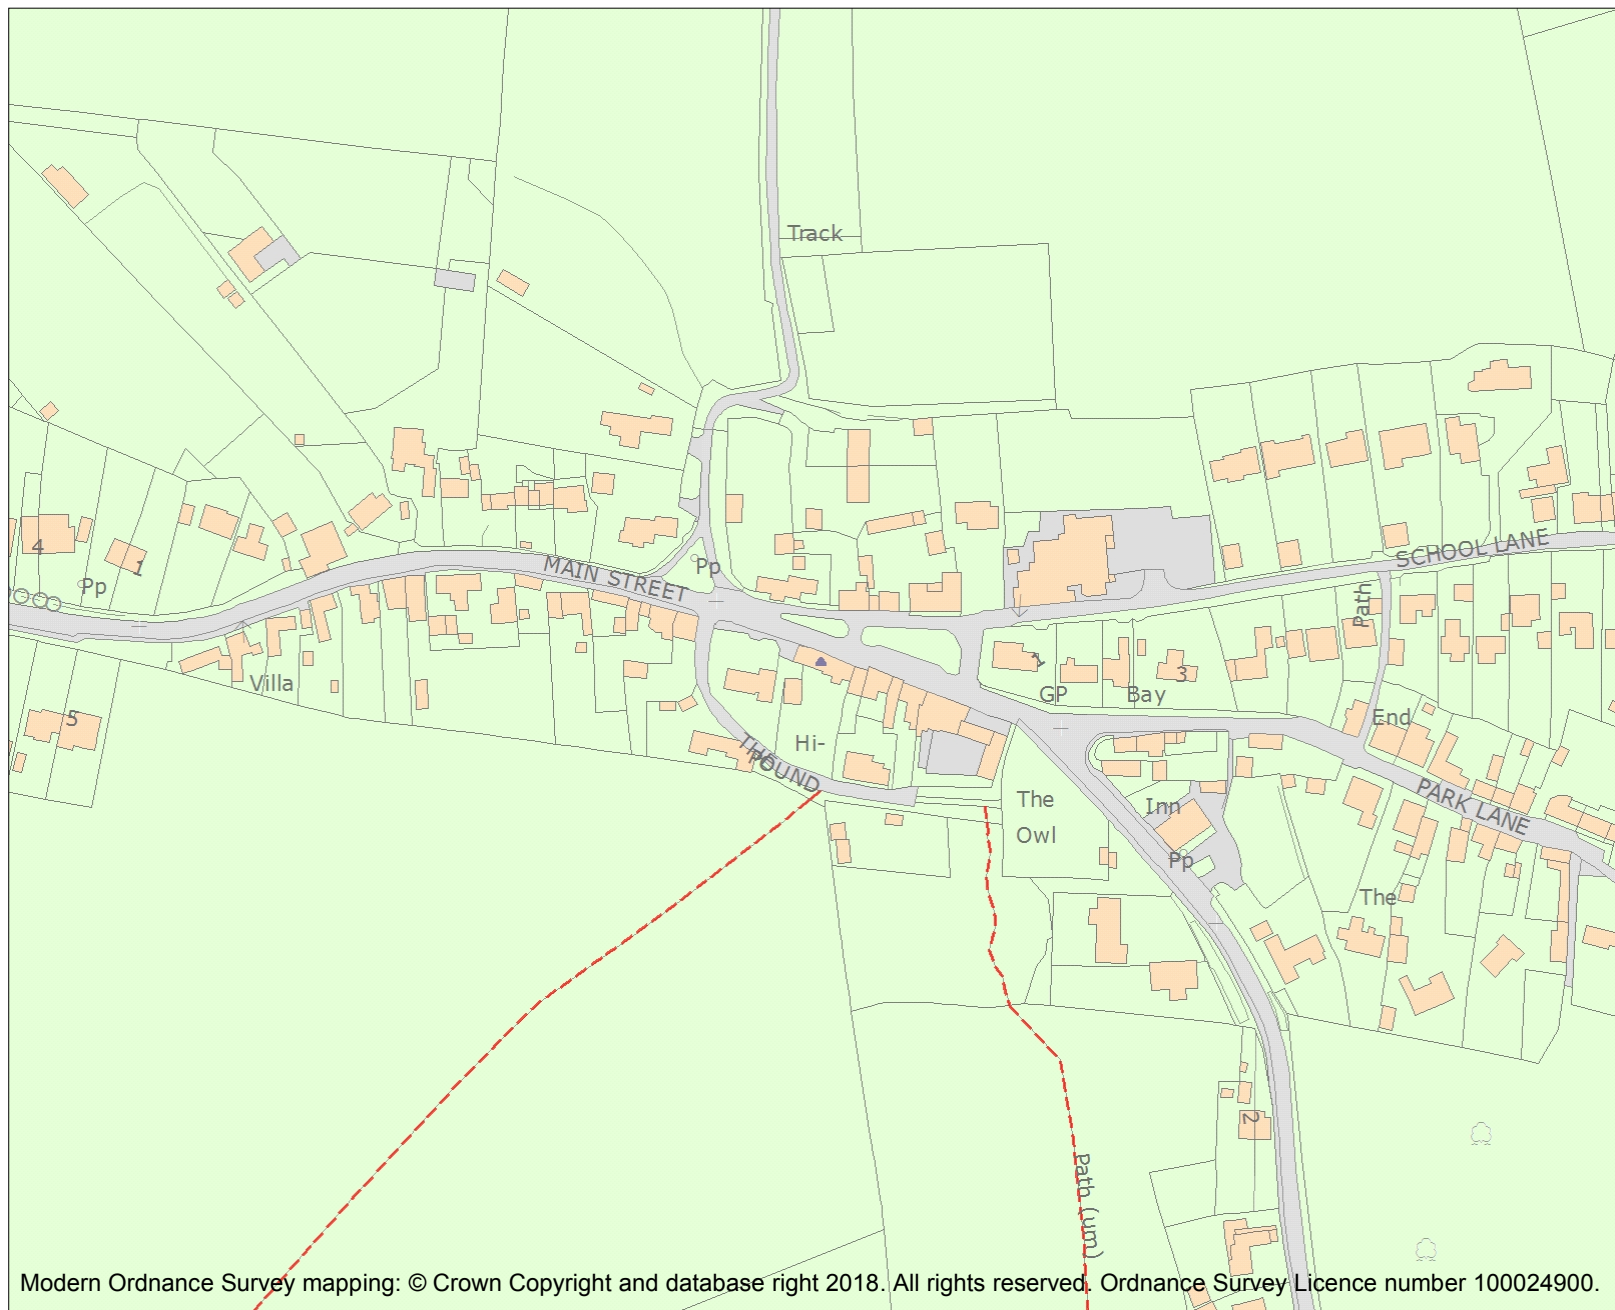 Track
MAIN STREET
Pp
SCHOOL LANE
Path
4
1
Pp
Villa
5
1
3
GP
Bay
End
Hi-
THOUND
The
Owl
Inn
Pp
PARK LANE
The
2
Path (um)
Modern Ordnance Survey mapping: © Crown Copyright and database right 2018. All rights reserved. Ordnance Survey Licence number 100024900.